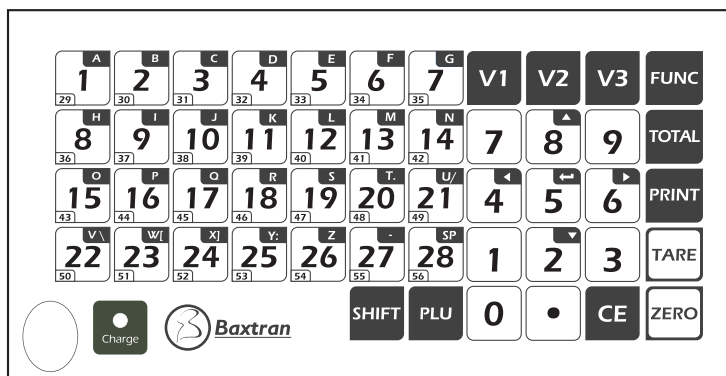 A B C D E F G
1 2 3 4 5 6 7 V1 V2 V3 FUNC
29 30 31 32 33 34 35
H I J K L M N
8 9 10 11 12 13 14 7 8 9 TOTAL
36 37 38 39 40 41 42
O P Q R S T. U/
15 16 17 18 19 20 21 4 5 6 PRINT
43 44 45 46 47 48 49
V \ W[ X] Y: Z - SP
22 23 24 25 26 27 28 1 2 3 TARE
50 51 52 53 54 55 56
SHIFT PLU 0 • CE ZERO
Charge Baxtran